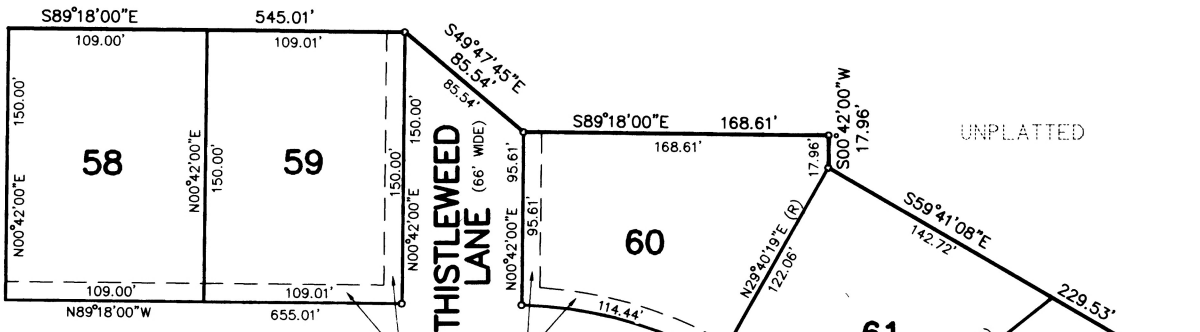 S89°18'00"E 545.01'
109.00' 109.01'
S49°47'45"E
85.54'
85.54'
150.00'
N00°42'00"E
58
N00°42'00"E
150.00'
59
150.00'
150.00'
N00°42'00"E
THISTLEWEED
LANE (66' WIDE)
109.00' 109.01'
N89°18'00"W 655.01'
S89°18'00"E 168.61'
168.61'
95.61'
N00°42'00"E
95.61'
60
114.44'
17.96'
S00°42'00"W
17.96'
UNPLATTED
N29°40'19"E (R)
122.06'
S59°41'08"E
142.72'
229.53'
61